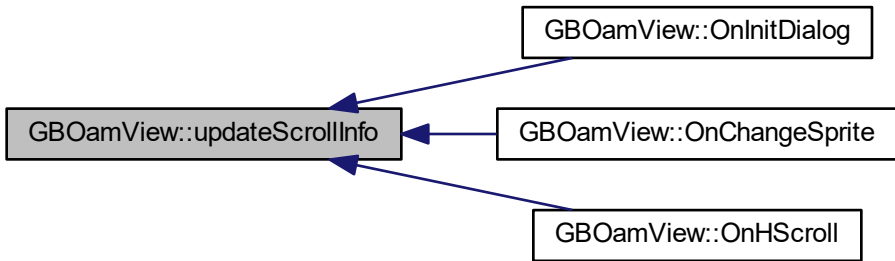 GBOamView::OnInitDialog
GBOamView::updateScrollInfo
GBOamView::OnChangeSprite
GBOamView::OnHScroll